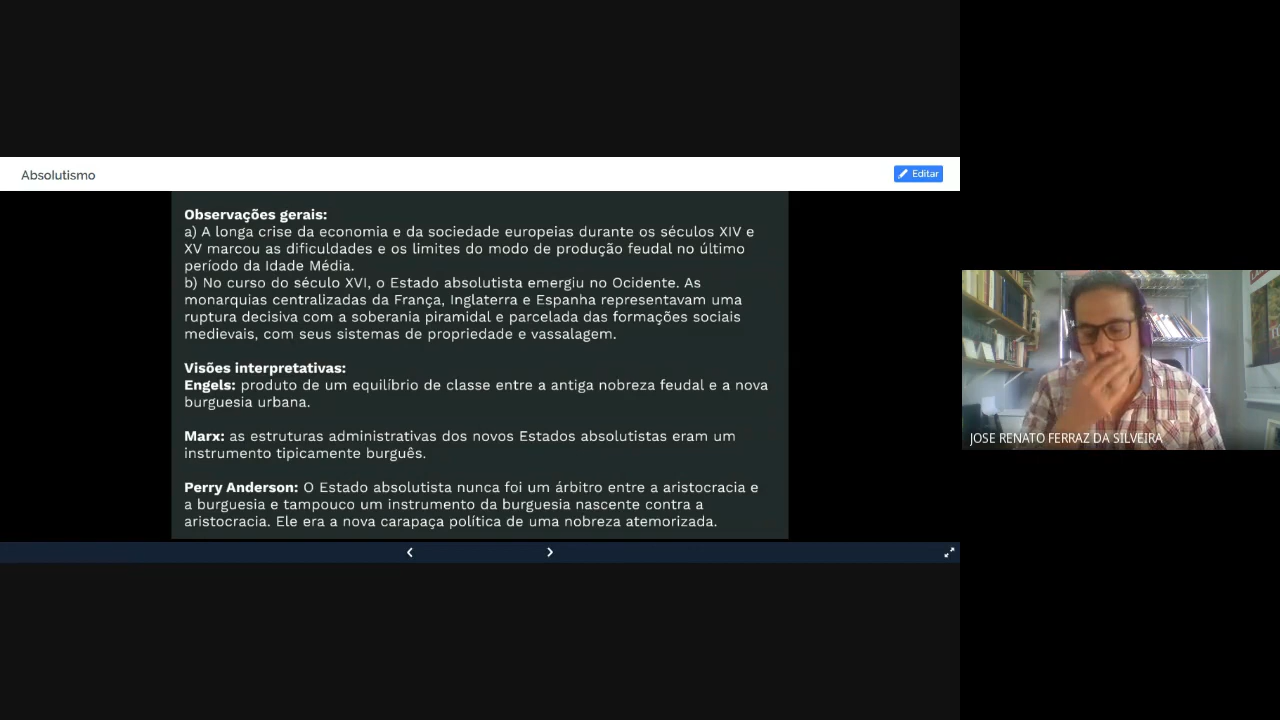 Absolutismo
Editar
Observações gerais:
a) A longa crise da economia e da sociedade europeias durante os séculos XIV e
XV marcou as dificuldades e os limites do modo de produção feudal no último
período da Idade Média.
b) No curso do século XVI, o Estado absolutista emergiu no Ocidente. As
monarquias centralizadas da França, Inglaterra e Espanha representavam uma
ruptura decisiva com a soberania piramidal e parcelada das formações sociais
medievais, com seus sistemas de propriedade e vassalagem.
Visões interpretativas:
Engels: produto de um equilíbrio de classe entre a antiga nobreza feudal e a nova
burguesia urbana.
Marx: as estruturas administrativas dos novos Estados absolutistas eram um
instrumento tipicamente burguês.
Perry Anderson: O Estado absolutista nunca foi um árbitro entre a aristocracia e
a burguesia e tampouco um instrumento da burguesia nascente contra a
aristocracia. Ele era a nova carapaça política de uma nobreza atemorizada.
JOSE RENATO FERRAZ DA SILVEIRA